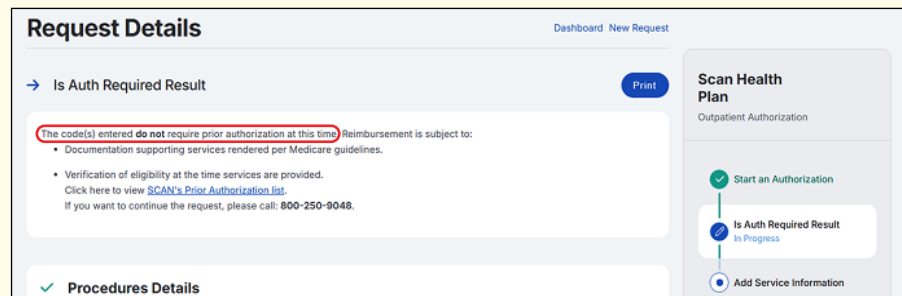 Request Details
Dashboard New Request
Is Auth Required Result
Print
The code(s) entered do not require prior authorization at this time. Reimbursement is subject to:
• Documentation supporting services rendered per Medicare guidelines.
• Verification of eligibility at the time services are provided.
Click here to view SCAN's Prior Authorization list.
If you want to continue the request, please call: 800-250-9048.
Procedures Details
Scan Health
Plan
Outpatient Authorization
Start an Authorization
Is Auth Required Result
In Progress
Add Service Information